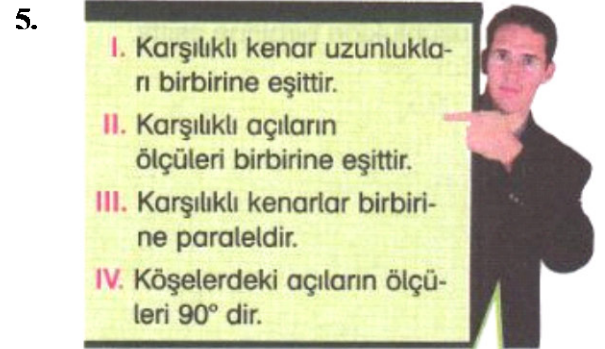 5.
I. Karşılıklı kenar uzunlukla-
rı birbirine eşittir.
II. Karşılıklı açıların
ölçüleri birbirine eşittir.
III. Karşılıklı kenarlar birbiri-
ne paraleldir.
IV. Köşelerdeki açıların ölçü-
leri 90° dir.